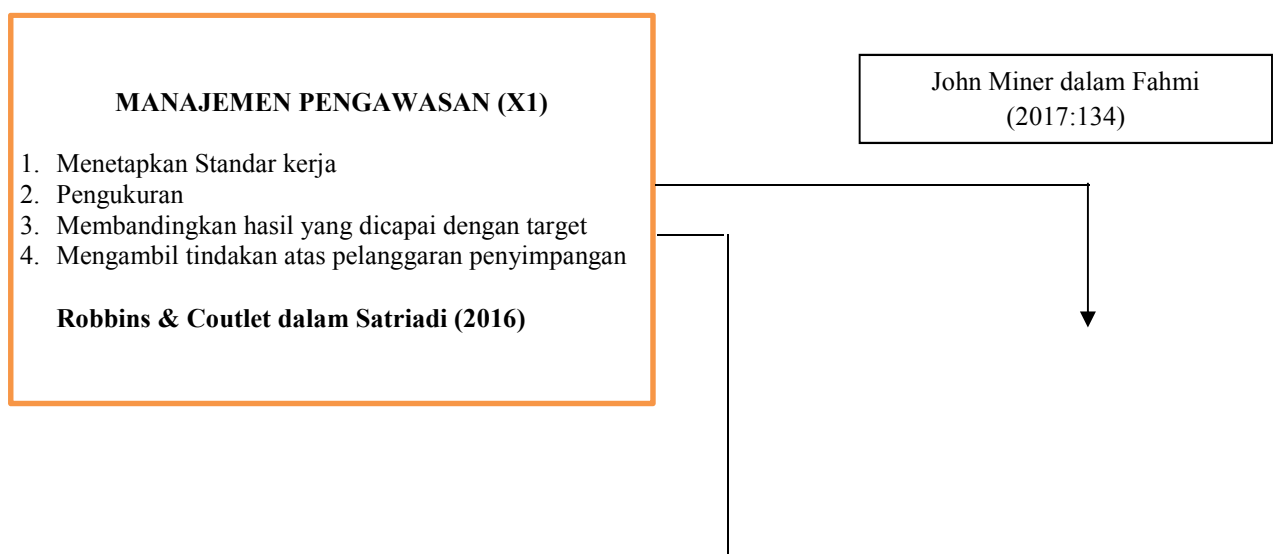 MANAJEMEN PENGAWASAN (X1)
1. Menetapkan Standar kerja
2. Pengukuran
3. Membandingkan hasil yang dicapai dengan target
4. Mengambil tindakan atas pelanggaran penyimpangan
Robbins & Coutlet dalam Satriadi (2016)
John Miner dalam Fahmi
(2017:134)